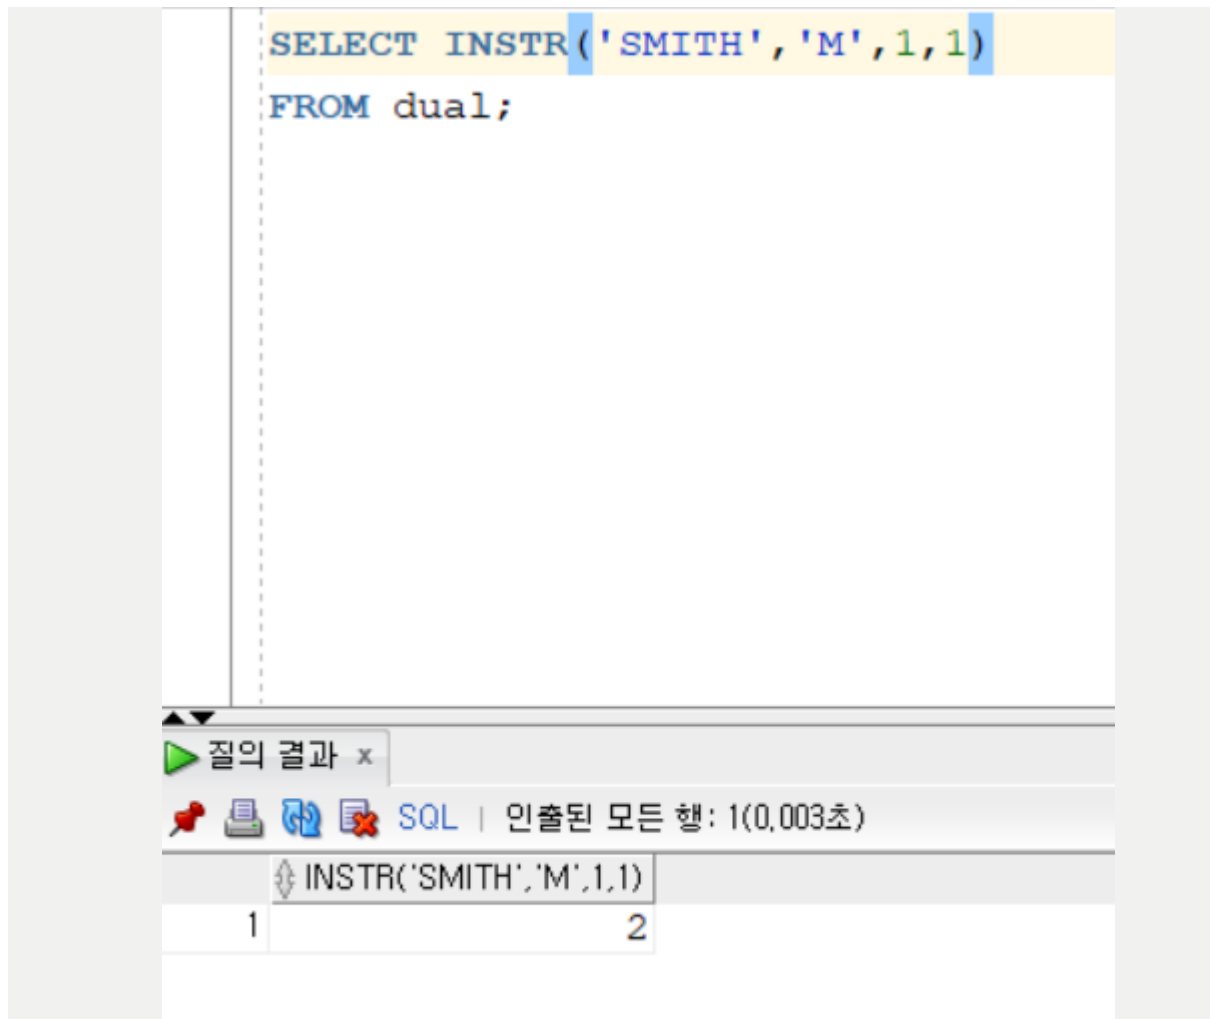 SELECT INSTR('SMITH','M',1,1)
FROM dual;
질의 결과 x
SQL | 인출된 모든 행: 1(0,003초)
INSTR('SMITH','M',1,1)
1 2